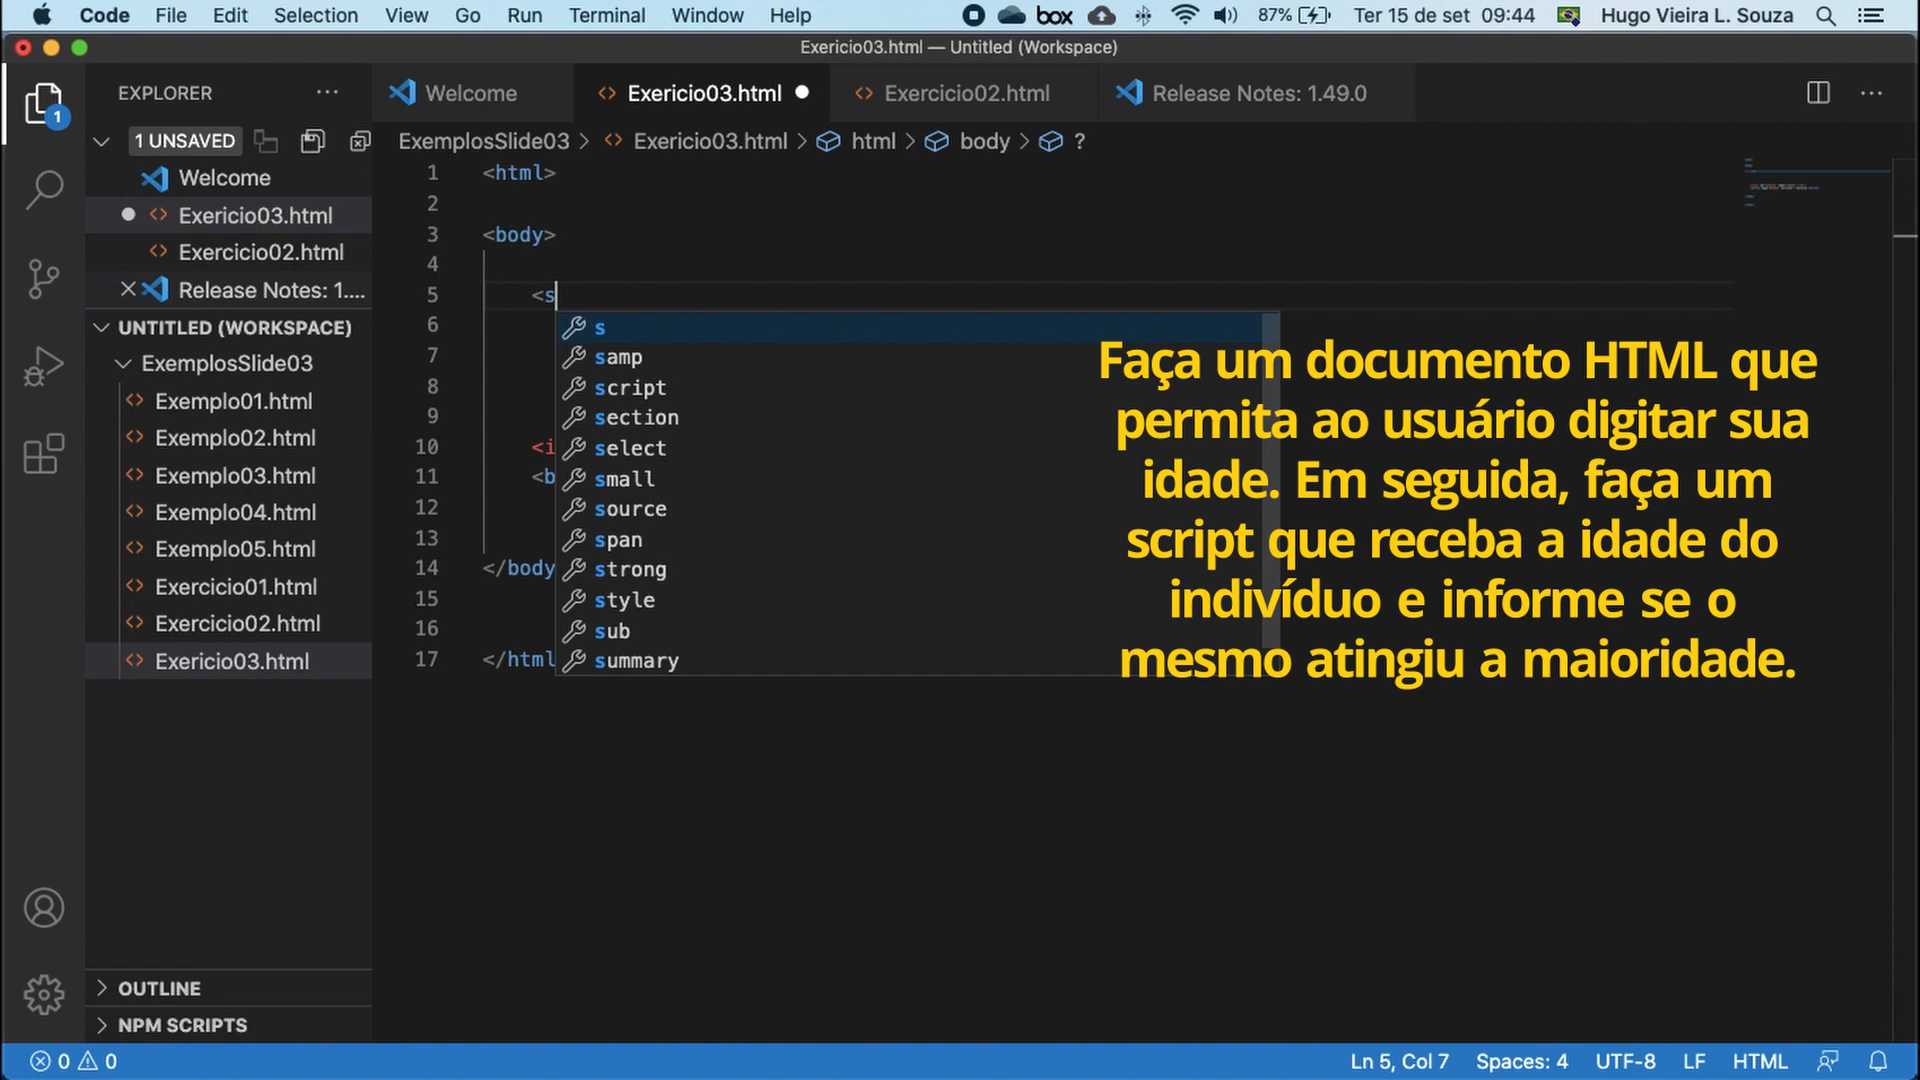 Code File Edit Selection View Go Run Terminal Window Help box 87% Ter 15 de set 09:44 Hugo Vieira L. Souza
Exericio03.html — Untitled (Workspace)
EXPLORER
Welcome Exericio03.html Exercicio02.html Release Notes: 1.49.0
1 UNSAVED
ExemplosSlide03 > Exericio03.html > html > body > ?
Welcome
Exericio03.html
Exercicio02.html
Release Notes: 1....
UNTITLED (WORKSPACE)
ExemplosSlide03
Exemplo01.html
Exemplo02.html
Exemplo03.html
Exemplo04.html
Exemplo05.html
Exercicio01.html
Exercicio02.html
Exericio03.html
OUTLINE
NPM SCRIPTS
1 <html>
2
3 <body>
4
5 <s
6
7
8
9
10 <i
11 <b
12
13
14 </body
15
16
17 </html
s
samp
script
section
select
small
source
span
strong
style
sub
summary
Faça um documento HTML que
permita ao usuário digitar sua
idade. Em seguida, faça um
script que receba a idade do
indivíduo e informe se o
mesmo atingiu a maioridade.
1
0 0 Ln 5, Col 7 Spaces: 4 UTF-8 LF HTML